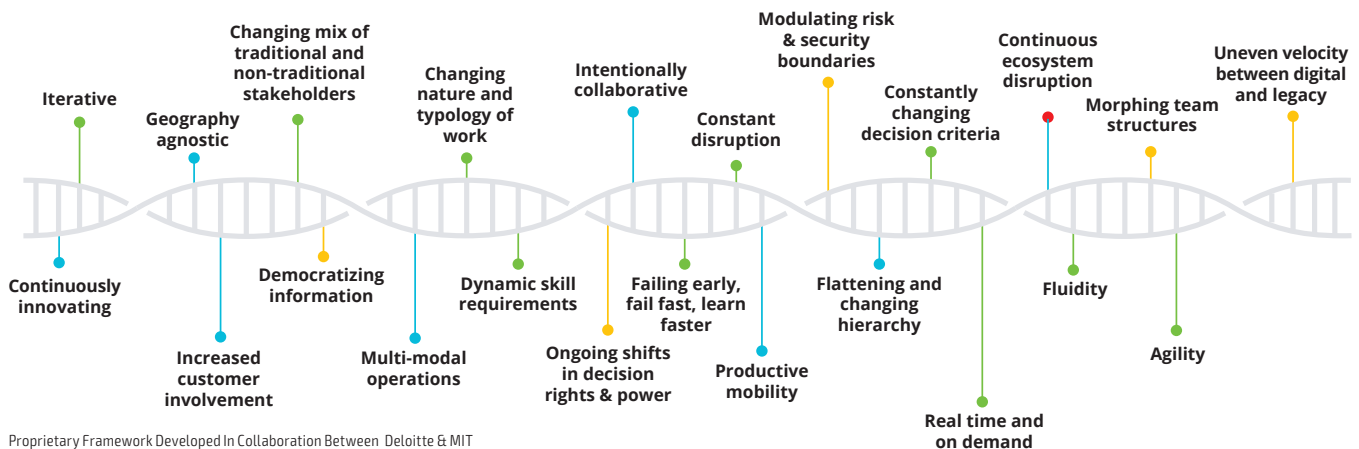 Iterative
Geography
agnostic
Changing mix of
traditional and
non-traditional
stakeholders
Changing
nature and
typology of
work
Intentionally
collaborative
Constant
disruption
Modulating risk
& security
boundaries
Constantly
changing
decision criteria
Continuous
ecosystem
disruption
Morphing team
structures
Uneven velocity
between digital
and legacy
Continuously
innovating
Increased
customer
involvement
Democratizing
information
Multi-modal
operations
Dynamic skill
requirements
Ongoing shifts
in decision
rights & power
Failing early,
fail fast, learn
faster
Productive
mobility
Flattening and
changing
hierarchy
Real time and
on demand
Fluidity
Agility
Proprietary Framework Developed In Collaboration Between Deloitte & MIT